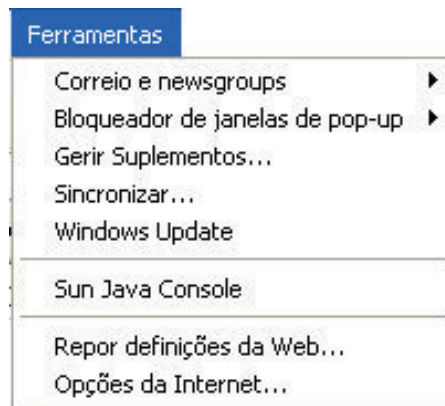 Ferramentas
Correio e newsgroups
Bloqueador de janelas de pop-up
Gerir Suplementos...
Sincronizar...
Windows Update
Sun Java Console
Repor definições da Web...
Opções da Internet...